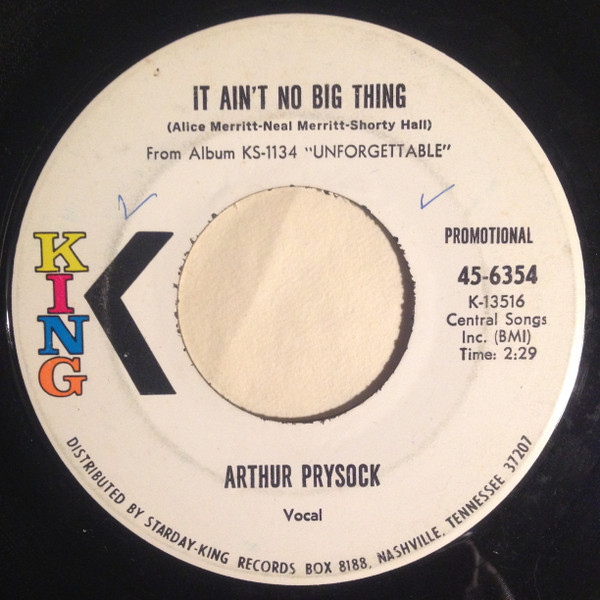 IT AIN'T NO BIG THING
(Alice Merritt-Neal Merritt-Shorty Hall)
From Album KS-1134 "UNFORGETTABLE"
KING
PROMOTIONAL
45-6354
K-13516
Central Songs
Inc. (BMI)
Time: 2:29
ARTHUR PRYSOCK
Vocal
DISTRIBUTED BY STARDAY-KING RECORDS BOX 8188, NASHVILLE, TENNESSEE 37207